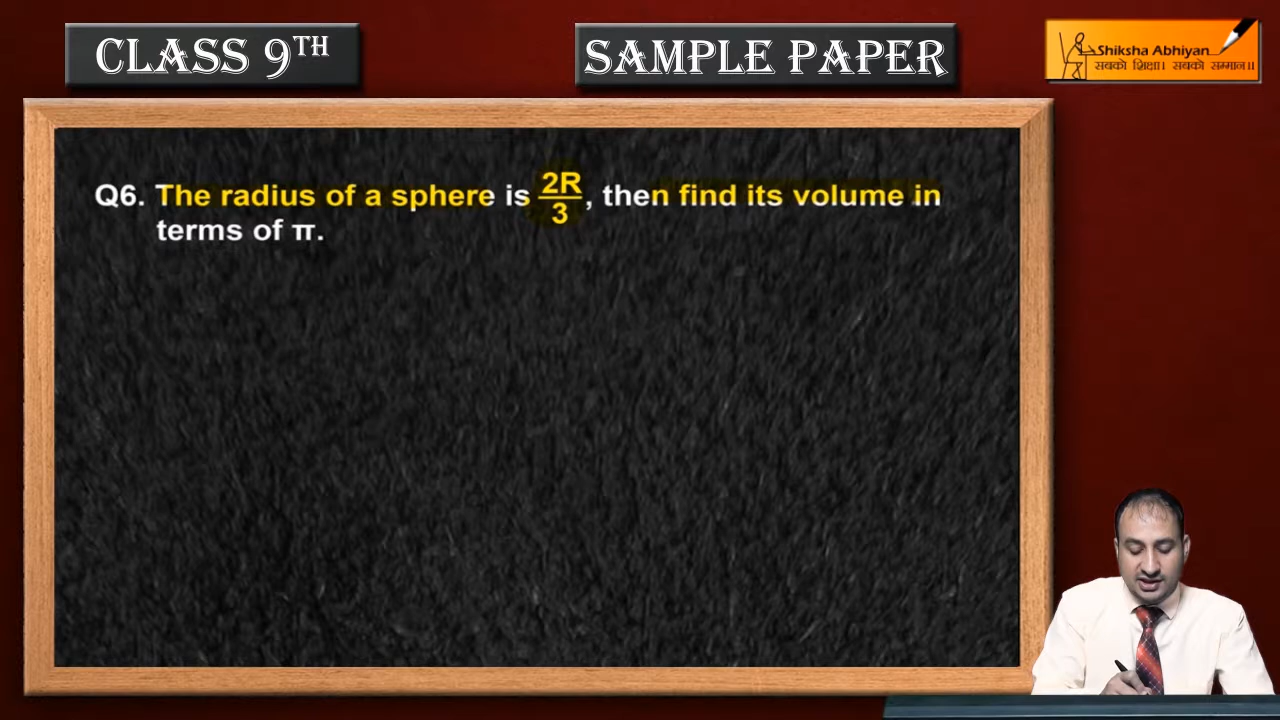 CLASS 9TH
SAMPLE PAPER
Shiksha Abhiyan
सबको शिक्षा। सबको सम्मान॥
Q6. The radius of a sphere is 2R/3, then find its volume in
terms of π.